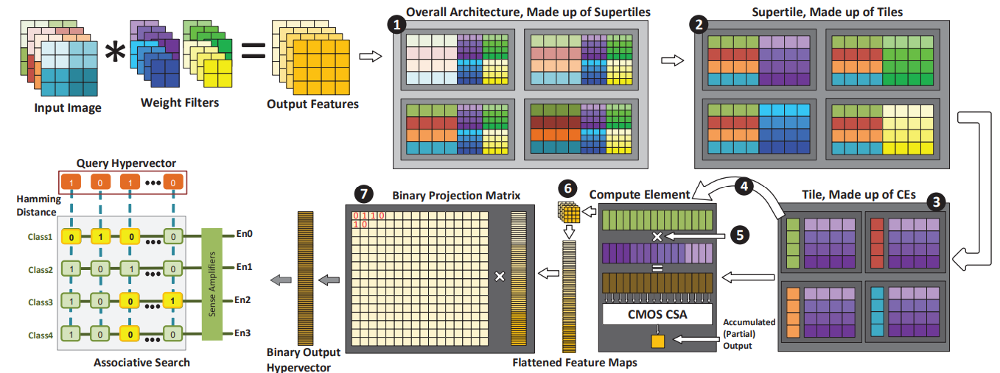 Overall Architecture, Made up of Supertiles
Supertile, Made up of Tiles
1
2
Input Image
*
Weight Filters
=
Output Features
Query Hypervector
1 0 1 ••• 0
Hamming
Distance
Class1 0 1 0 ••• 0 En0
Class2 1 0 1 ••• 0 En1
Class3 1 0 0 ••• 1 En2
Class4 1 0 0 ••• 0 En3
Sense Amplifiers
Associative Search
Binary Output
Hypervector
7
Binary Projection Matrix
0 1 1 0
1 0
×
6
Flattened Feature Maps
Compute Element
4
×
5
=
CMOS CSA
Accumulated
(Partial)
Output
Tile, Made up of CEs
3